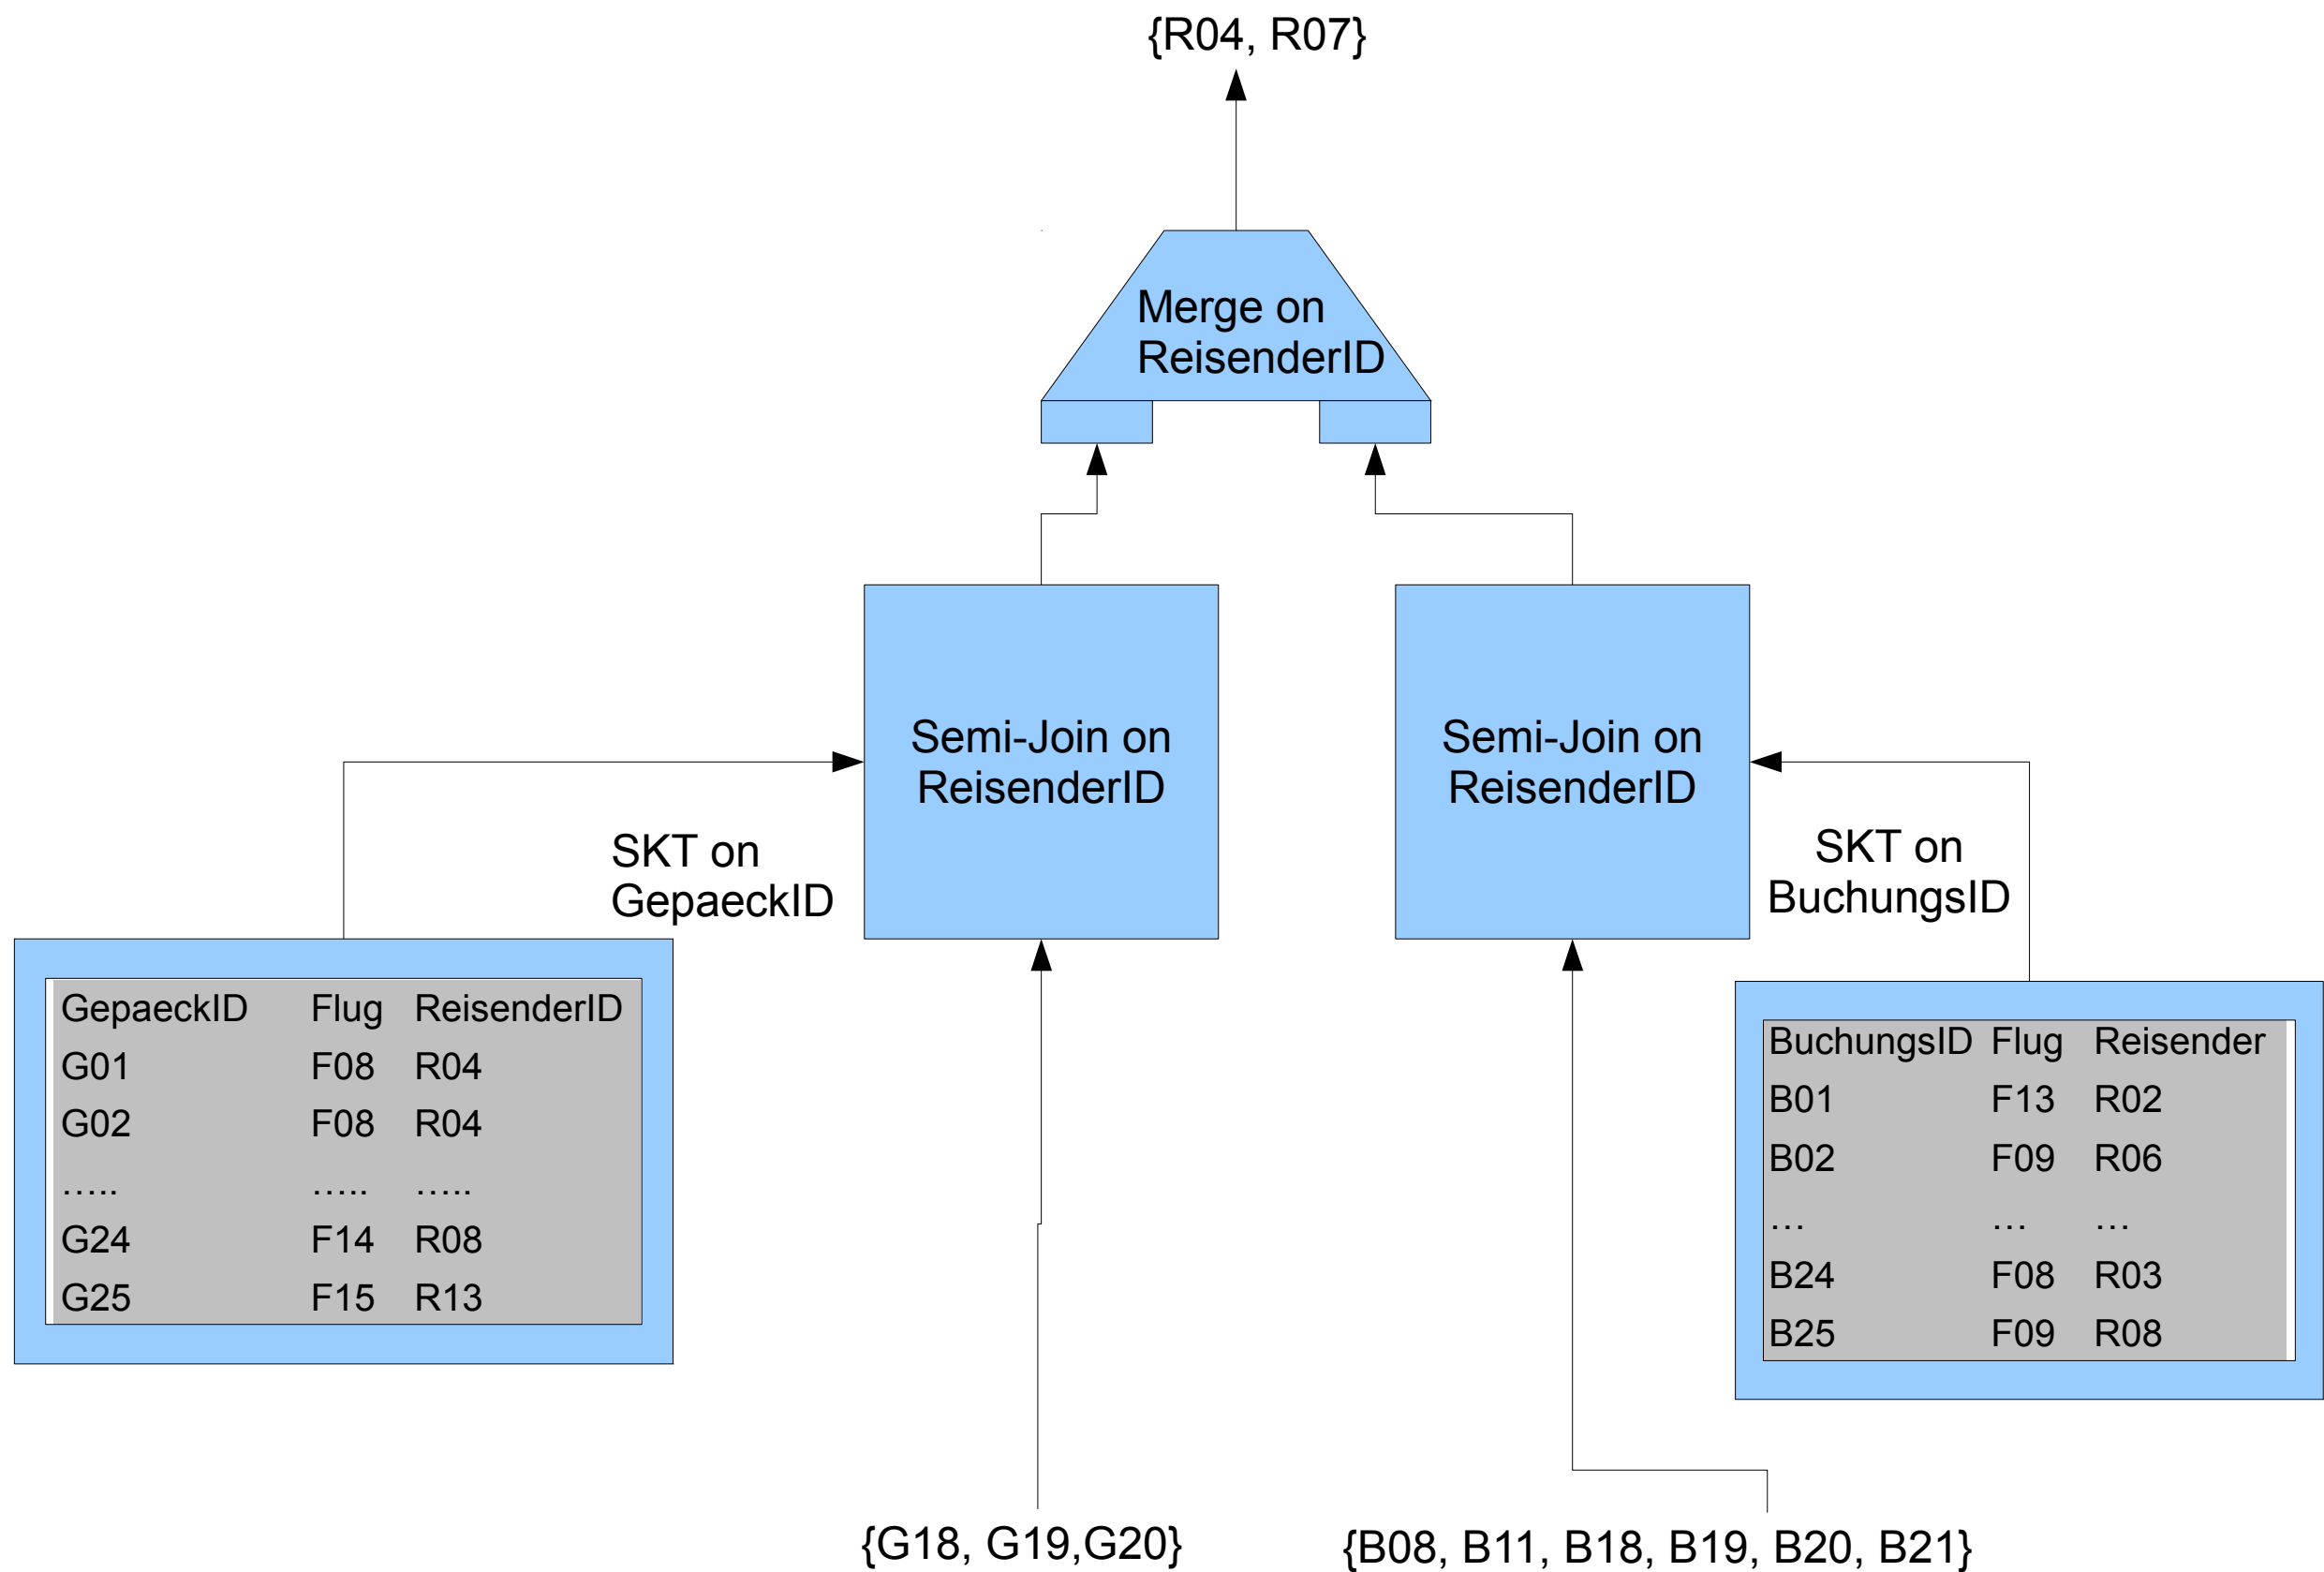 {R04, R07}
Merge on
ReisenderID
Semi-Join on
ReisenderID
Semi-Join on
ReisenderID
SKT on
GepaeckID
SKT on
BuchungsID
GepaeckID Flug ReisenderID
G01 F08 R04
G02 F08 R04
….. ….. …..
G24 F14 R08
G25 F15 R13
BuchungsID Flug Reisender
B01 F13 R02
B02 F09 R06
… … …
B24 F08 R03
B25 F09 R08
{G18, G19,G20}
{B08, B11, B18, B19, B20, B21}